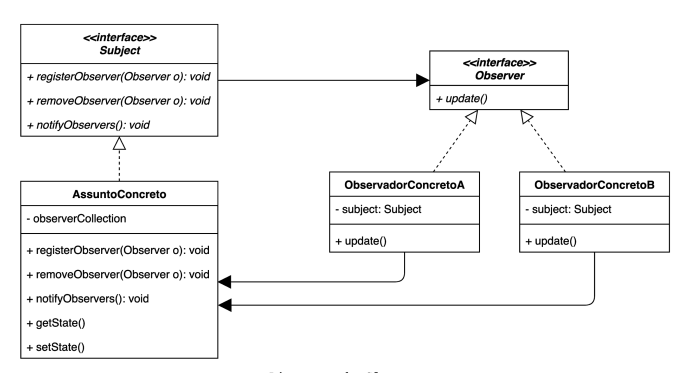 <<interface>>
Subject
+ registerObserver(Observer o): void
+ removeObserver(Observer o): void
+ notifyObservers(): void
<<interface>>
Observer
+ update()
AssuntoConcreto
- observerCollection
+ registerObserver(Observer o): void
+ removeObserver(Observer o): void
+ notifyObservers(): void
+ getState()
+ setState()
ObservadorConcretoA
- subject: Subject
+ update()
ObservadorConcretoB
- subject: Subject
+ update()